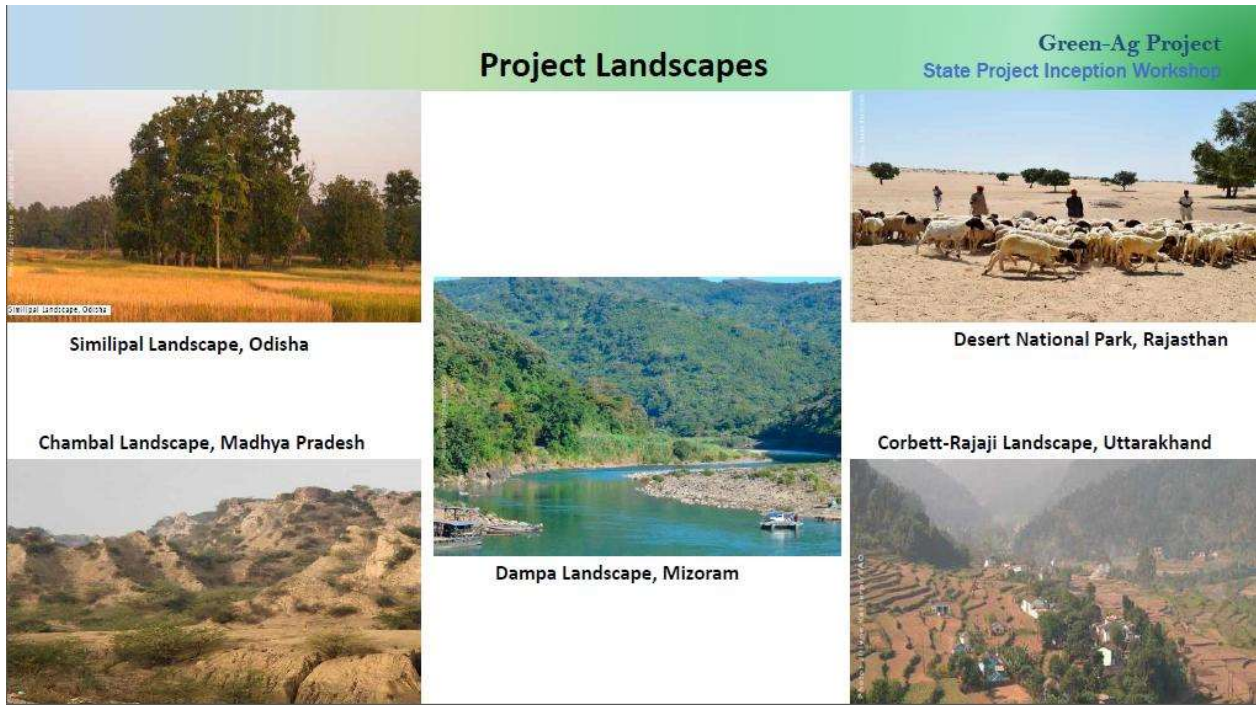 Project Landscapes
Green-Ag Project
State Project Inception Workshop
Similipal Landscape, Odisha
Similipal Landscape, Odisha
Desert National Park, Rajasthan
Chambal Landscape, Madhya Pradesh
Corbett-Rajaji Landscape, Uttarakhand
Dampa Landscape, Mizoram